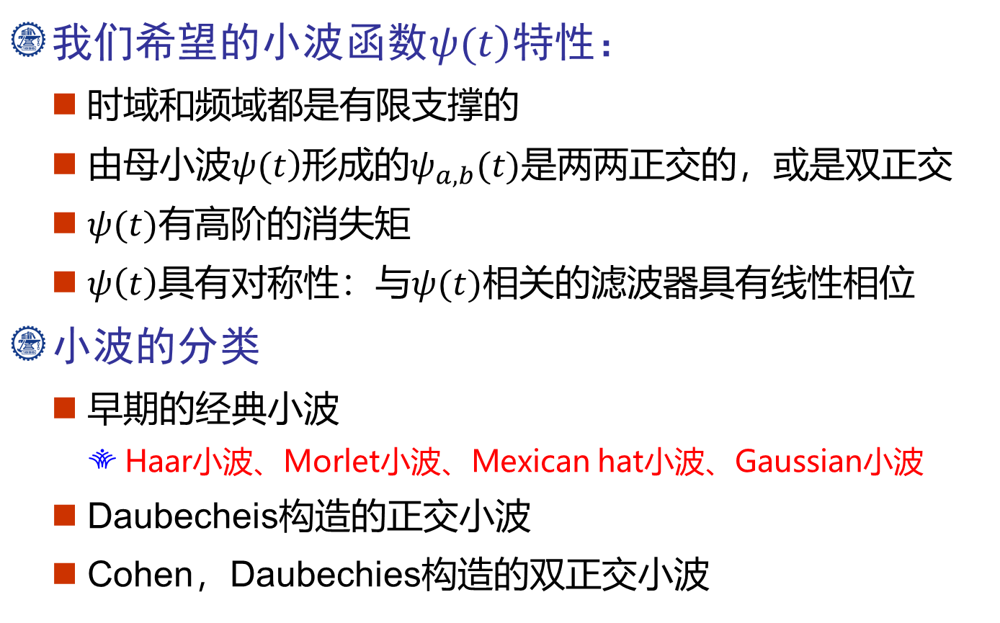 我们希望的小波函数𝜓(𝑡)特性：
时域和频域都是有限支撑的
由母小波𝜓(𝑡)形成的𝜓𝑎,𝑏(𝑡)是两两正交的，或是双正交
𝜓(𝑡)有高阶的消失矩
𝜓(𝑡)具有对称性：与𝜓(𝑡)相关的滤波器具有线性相位
小波的分类
早期的经典小波
Haar小波、Morlet小波、Mexican hat小波、Gaussian小波
Daubecheis构造的正交小波
Cohen，Daubechies构造的双正交小波